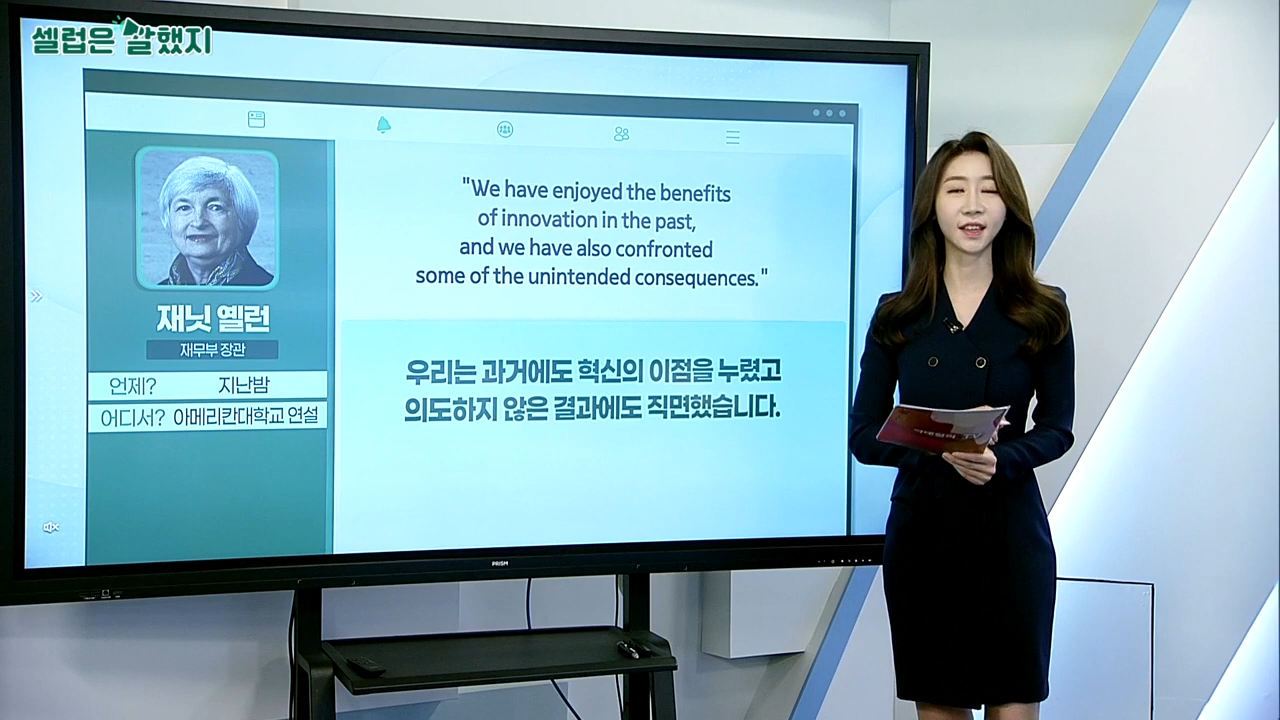 셀럽은 말했지
"We have enjoyed the benefits
of innovation in the past,
and we have also confronted
some of the unintended consequences."
재닛 옐런
재무부 장관
언제? 지난밤
어디서? 아메리칸대학교 연설
우리는 과거에도 혁신의 이점을 누렸고
의도하지 않은 결과에도 직면했습니다.
PRISM